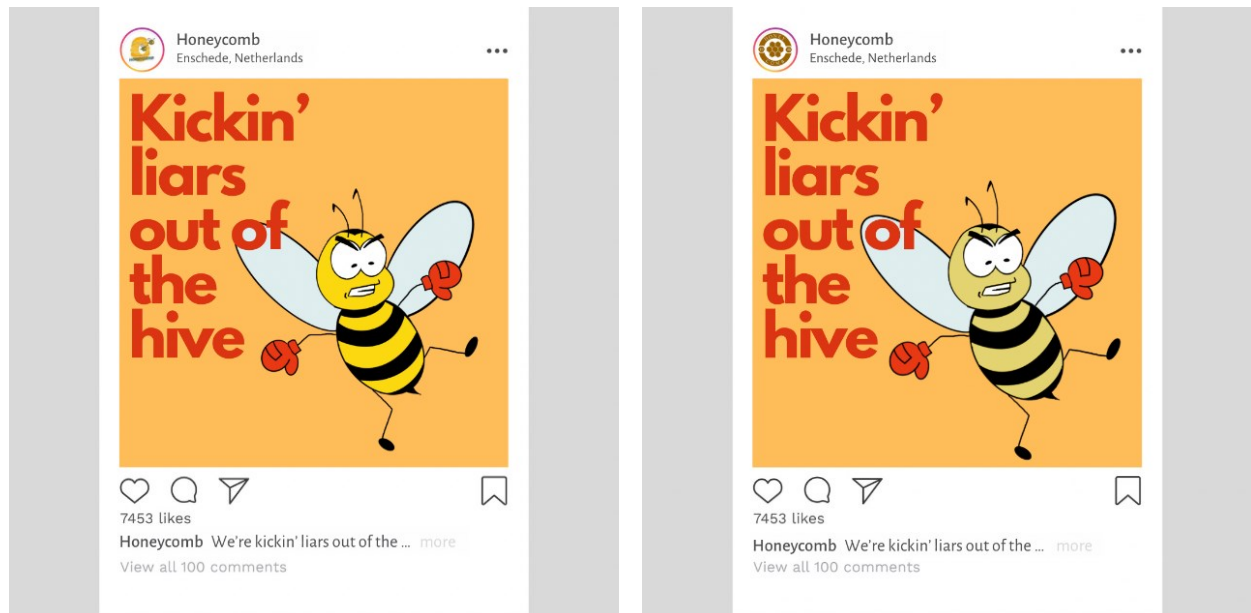 Honeycomb
Enschede, Netherlands
Kickin'
liars
out of
the
hive
7453 likes
Honeycomb We're kickin' liars out of the ... more
View all 100 comments
Honeycomb
Enschede, Netherlands
Kickin'
liars
out of
the
hive
7453 likes
Honeycomb We're kickin' liars out of the ... more
View all 100 comments